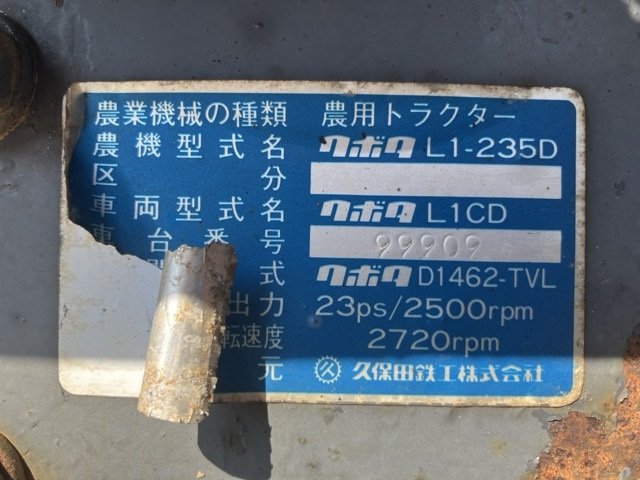 農業機械の種類 農用トラクター
農機型式名 クボタ L1-235D
区分
車両型式名 クボタ L1CD
車台番号 99909
式 クボタ D1462-TVL
出力 23ps/2500rpm
転速度 2720rpm
元 久保田鉄工株式会社